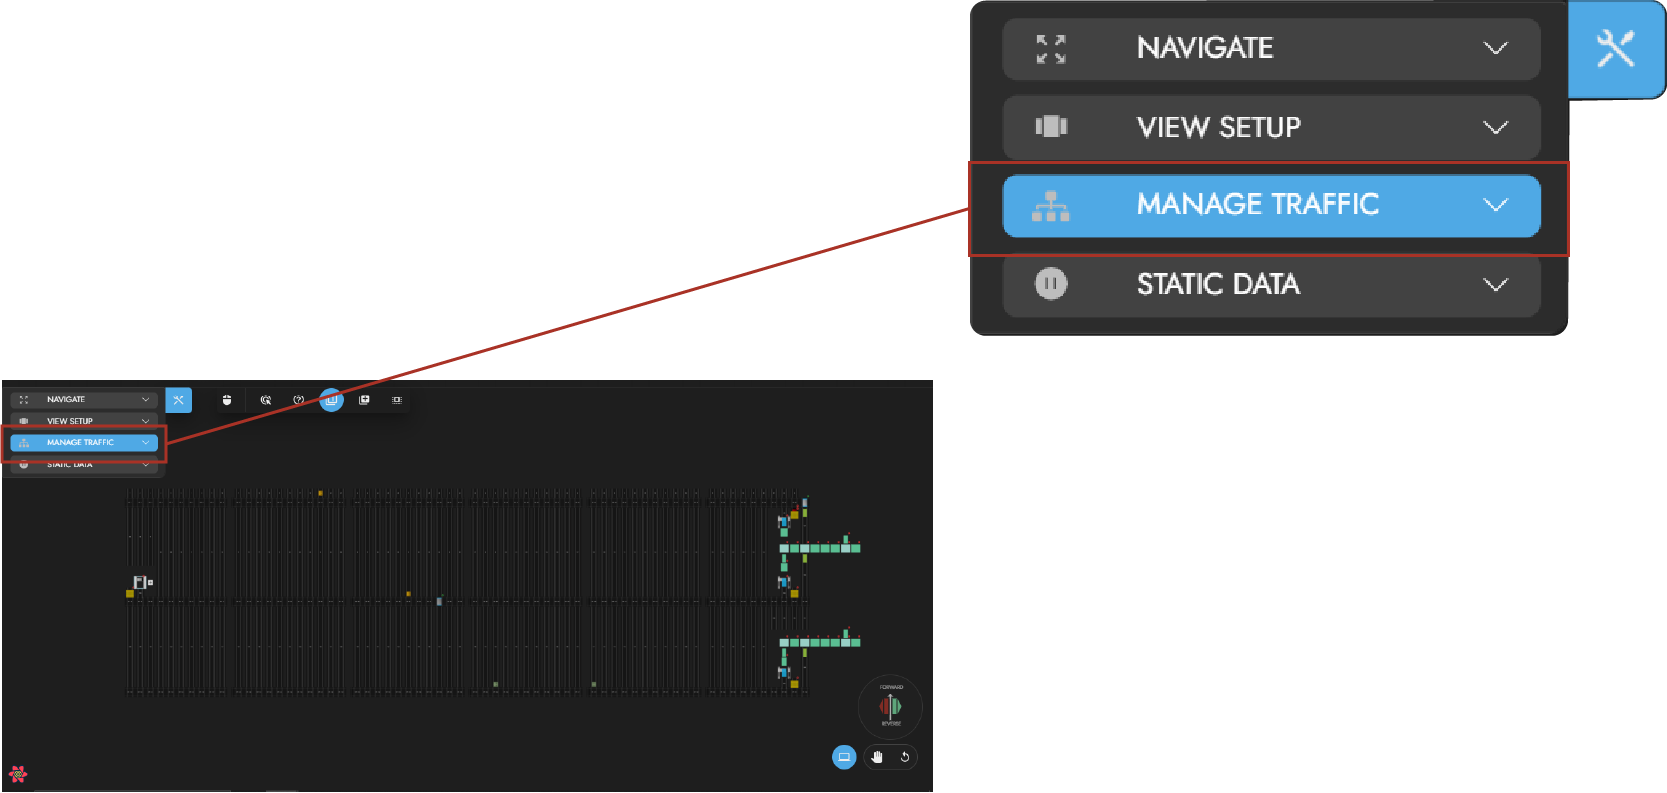 NAVIGATE
VIEW SETUP
MANAGE TRAFFIC
STATIC DATA
NAVIGATE
VIEW SETUP
MANAGE TRAFFIC
STATIC DATA
FORWARD
REVERSE